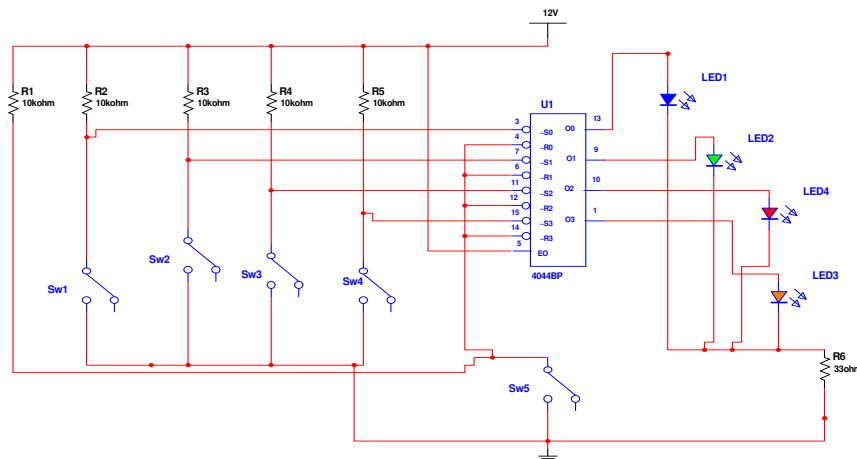 12V
R1
10kohm
R2
10kohm
R3
10kohm
R4
10kohm
R5
10kohm
LED1
U1
3
4
7
6
11
12
15
14
5
~S0
~R0
~S1
~R1
~S2
~R2
~S3
~R3
EO
O0
O1
O2
O3
13
9
10
1
4044BP
LED2
LED4
LED3
Sw1
Sw2
Sw3
Sw4
Sw5
R6
33ohm